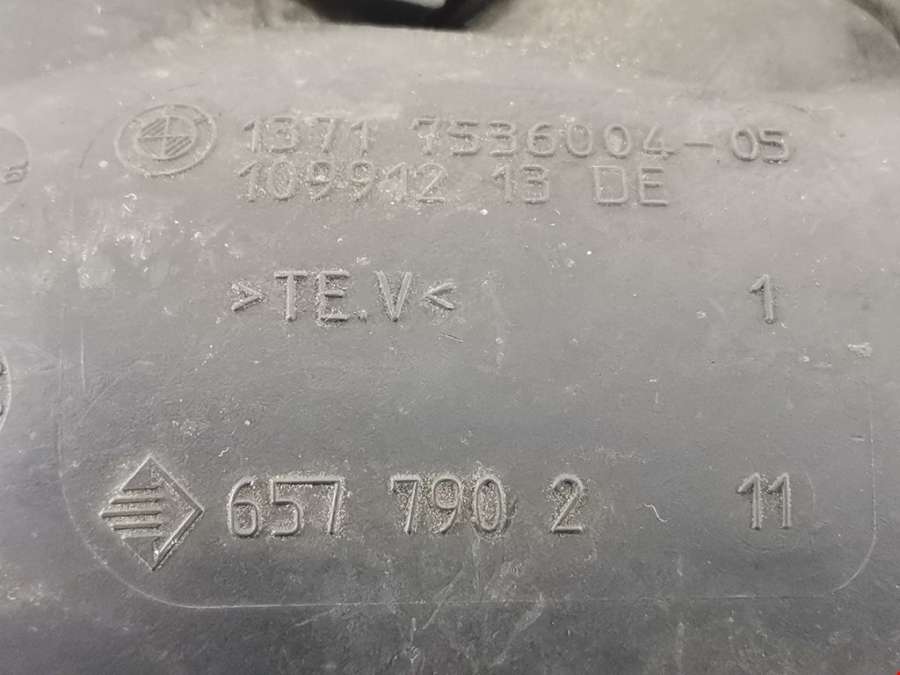 1371 7536004-05
109912 13 DE
>TE.V< 1
657 790 2 11